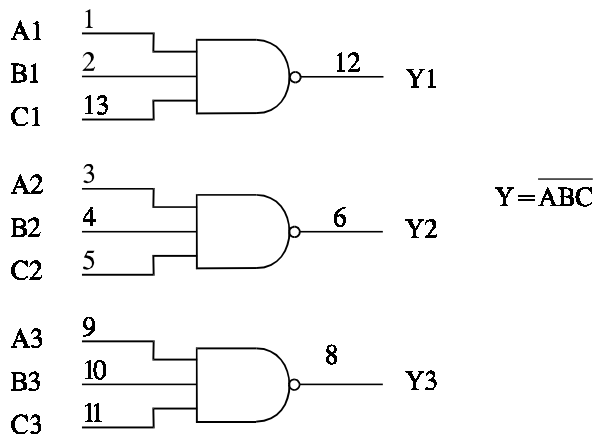 A1 1
B1 2 12 Y1
C1 13
A2 3
B2 4 6 Y2
C2 5
Y = \overline{ABC}
A3 9
B3 10 8 Y3
C3 11